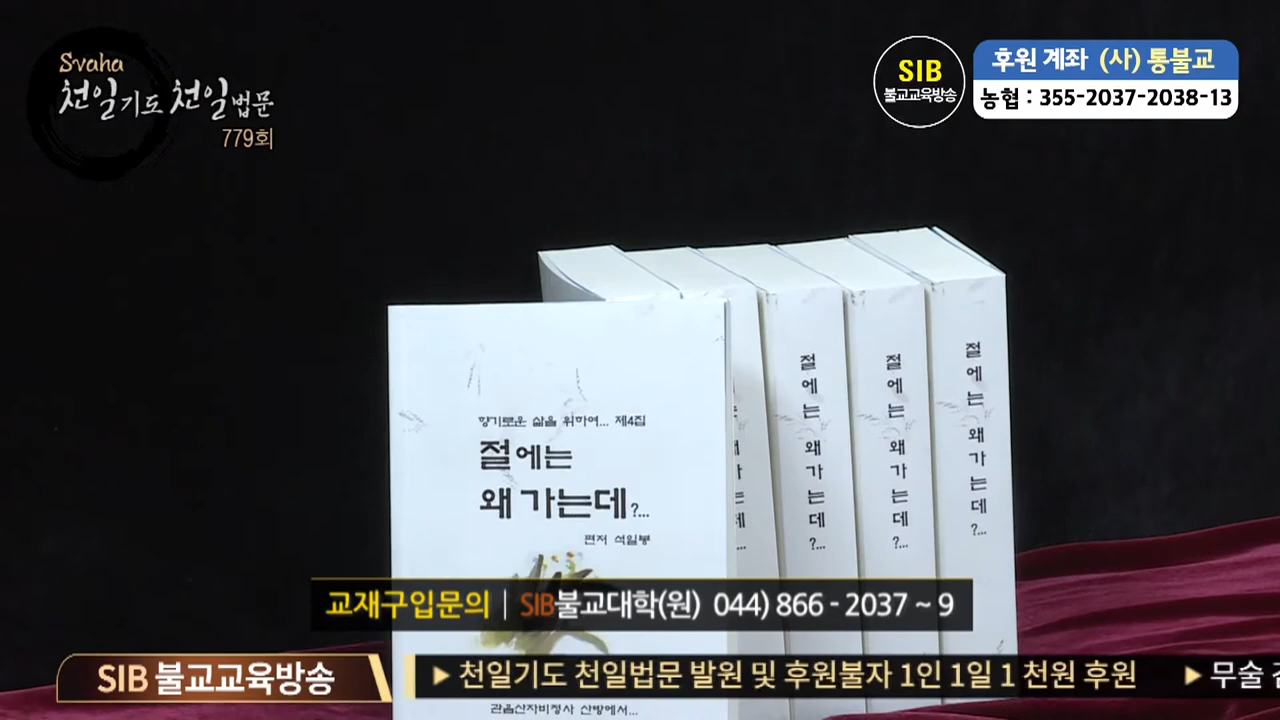 Svaha
천일기도 천일법문
779회
SIB
불교교육방송
후원 계좌 (사) 통불교
농협 : 355-2037-2038-13
향기로운 삶을 위하여... 제4집
절에는
왜 가는데?...
편저 석일봉
절에는 왜 가는데?...
절에는 왜 가는데?...
절에는 왜 가는데?...
교재구입문의 | SIB불교대학(원) 044) 866 - 2037 ~ 9
SIB 불교교육방송
▶ 천일기도 천일법문 발원 및 후원불자 1인 1일 1 천원 후원 ▶ 무술
관음산자비정사 산방에서...